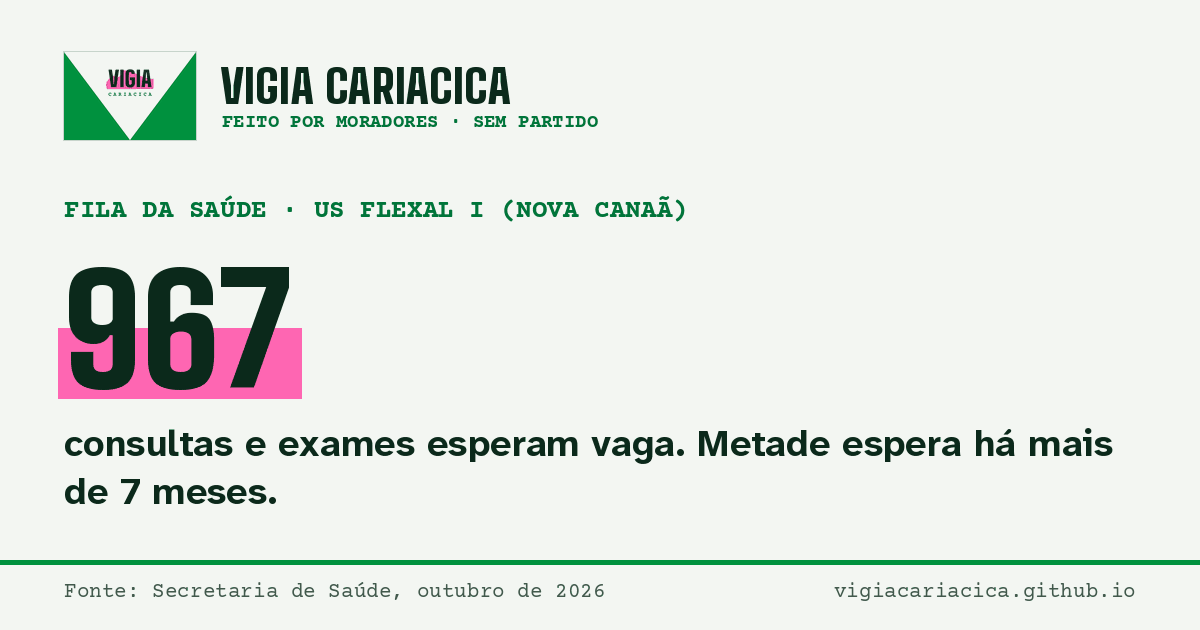 VIGIA
CARIACICA
VIGIA CARIACICA
FEITO POR MORADORES · SEM PARTIDO
FILA DA SAÚDE · US FLEXAL I (NOVA CANAÃ)
967
consultas e exames esperam vaga. Metade espera há mais
de 7 meses.
Fonte: Secretaria de Saúde, outubro de 2026
vigiacariacica.github.io